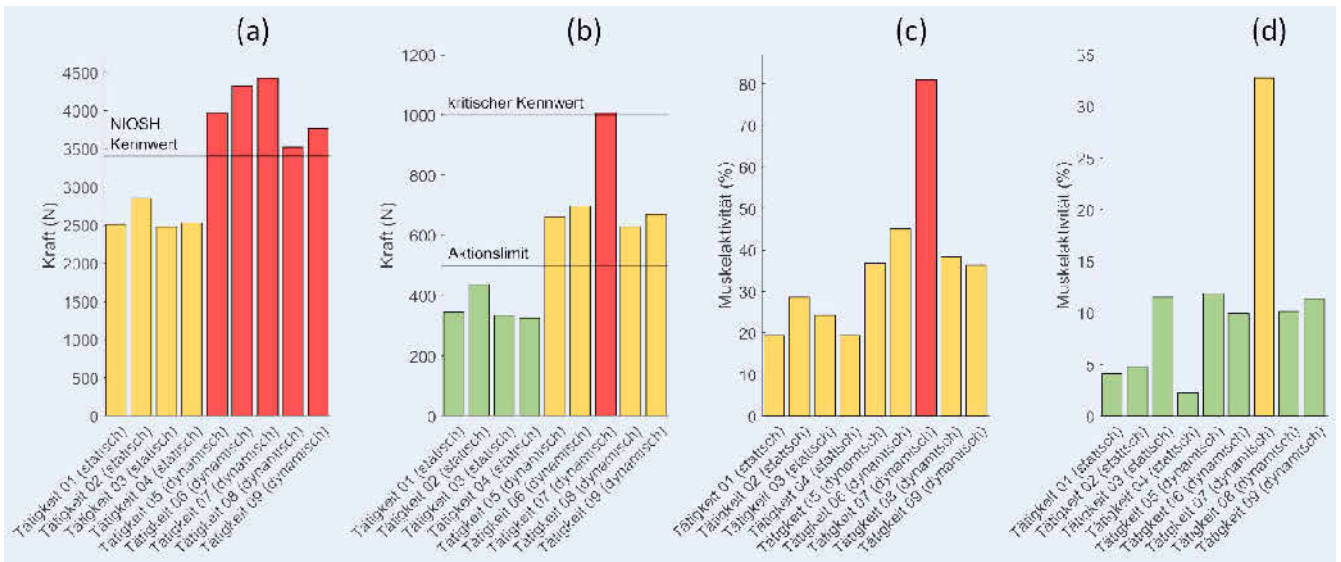 (a)
Kraft (N)
4500
4000
3500
3000
2500
2000
1500
1000
500
0
NIOSH
Kennwert
Tätigkeit 01 (statisch)
Tätigkeit 02 (statisch)
Tätigkeit 03 (statisch)
Tätigkeit 04 (statisch)
Tätigkeit 05 (dynamisch)
Tätigkeit 06 (dynamisch)
Tätigkeit 07 (dynamisch)
Tätigkeit 08 (dynamisch)
Tätigkeit 09 (dynamisch)
(b)
Kraft (N)
1200
1000
800
600
400
200
0
kritischer Kennwert
Aktionslimit
Tätigkeit 01 (statisch)
Tätigkeit 02 (statisch)
Tätigkeit 03 (statisch)
Tätigkeit 04 (statisch)
Tätigkeit 05 (dynamisch)
Tätigkeit 06 (dynamisch)
Tätigkeit 07 (dynamisch)
Tätigkeit 08 (dynamisch)
Tätigkeit 09 (dynamisch)
(c)
Muskelaktivität (%)
80
70
60
50
40
30
20
10
0
Tätigkeit 01 (statisch)
Tätigkeit 02 (statisch)
Tätigkeit 03 (statisch)
Tätigkeit 04 (statisch)
Tätigkeit 05 (dynamisch)
Tätigkeit 06 (dynamisch)
Tätigkeit 07 (dynamisch)
Tätigkeit 08 (dynamisch)
Tätigkeit 09 (dynamisch)
(d)
Muskelaktivität (%)
35
33
25
20
15
10
5
0
Tätigkeit 01 (statisch)
Tätigkeit 02 (statisch)
Tätigkeit 03 (statisch)
Tätigkeit 04 (statisch)
Tätigkeit 05 (dynamisch)
Tätigkeit 06 (dynamisch)
Tätigkeit 07 (dynamisch)
Tätigkeit 08 (dynamisch)
Tätigkeit 09 (dynamisch)